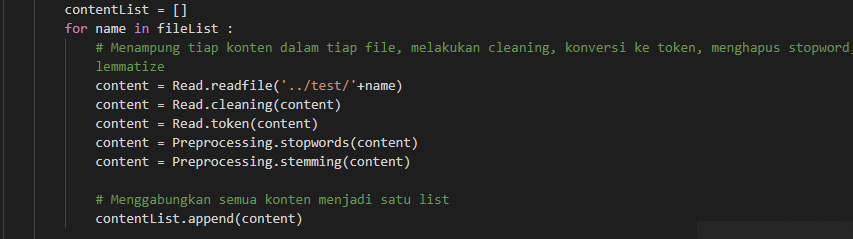 contentList = []
for name in fileList :
# Menampung tiap konten dalam tiap file, melakukan cleaning, konversi ke token, menghapus stopword,
lemmatize
content = Read.readfile('../test/'+name)
content = Read.cleaning(content)
content = Read.token(content)
content = Preprocessing.stopwords(content)
content = Preprocessing.stemming(content)
# Menggabungkan semua konten menjadi satu list
contentList.append(content)